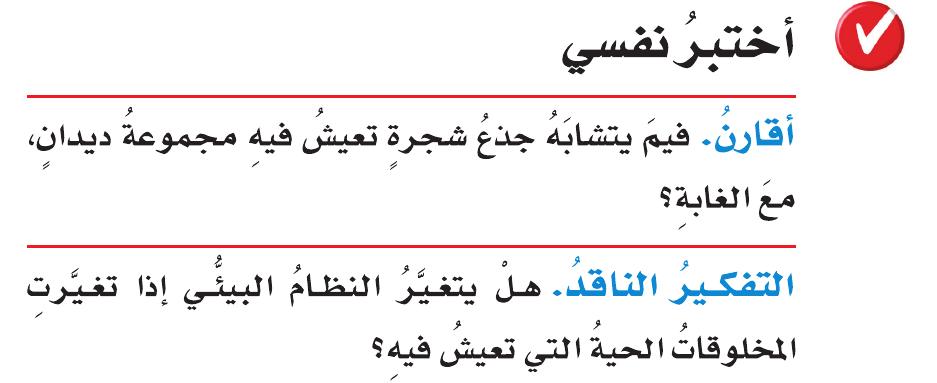 أختبرُ نفسي
أقارنُ. فيمَ يتشابَهُ جذعُ شجرةٍ تعيشُ فيهِ مجموعةُ ديدانٍ،
معَ الغابةِ؟
التفكيرُ الناقدُ. هلْ يتغيَّرُ النظامُ البيئُّي إذا تغيَّرتِ
المخلوقاتُ الحيةُ التي تعيشُ فيهِ؟